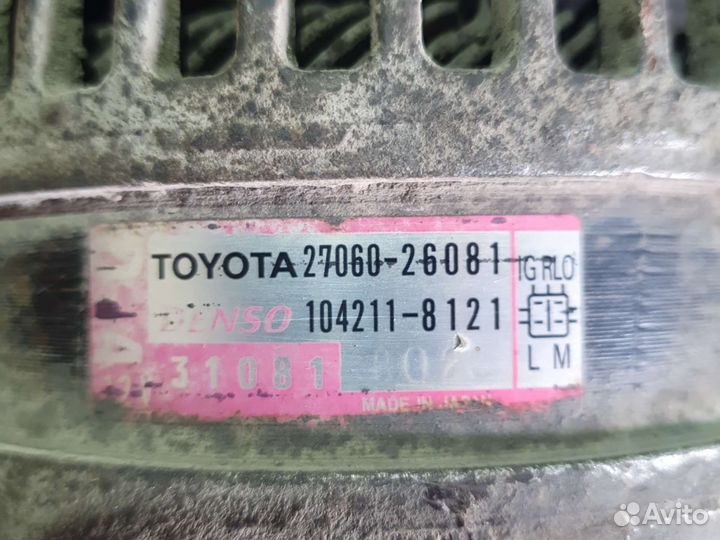 TOYOTA 27060-26081 IG RLO
DENSO 104211-8121
L M
31081
MADE IN JAPAN
Avito